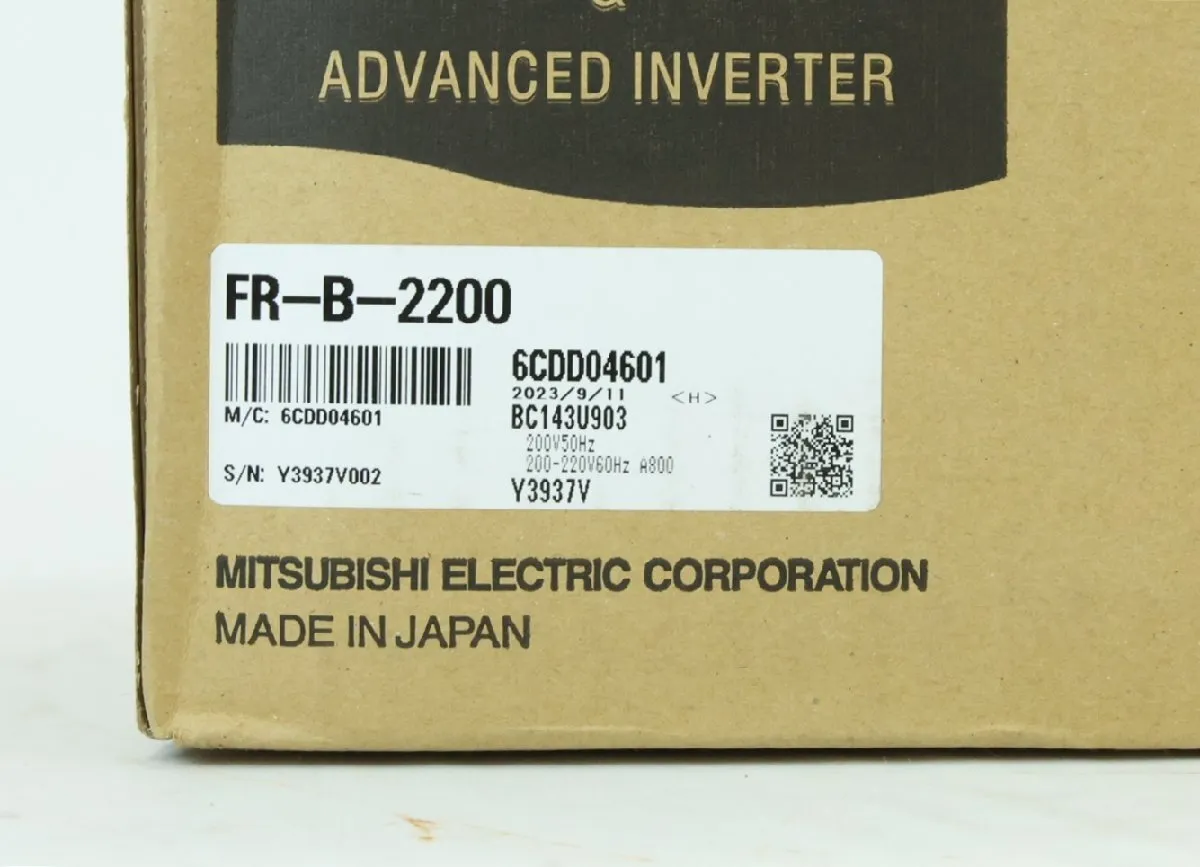 &
ADVANCED INVERTER
FR-B-2200
6CDD04601
2023/9/11 <H>
M/C: 6CDD04601
BC143U903
200V50Hz
200-220V60Hz A800
S/N: Y3937V002
Y3937V
MITSUBISHI ELECTRIC CORPORATION
MADE IN JAPAN